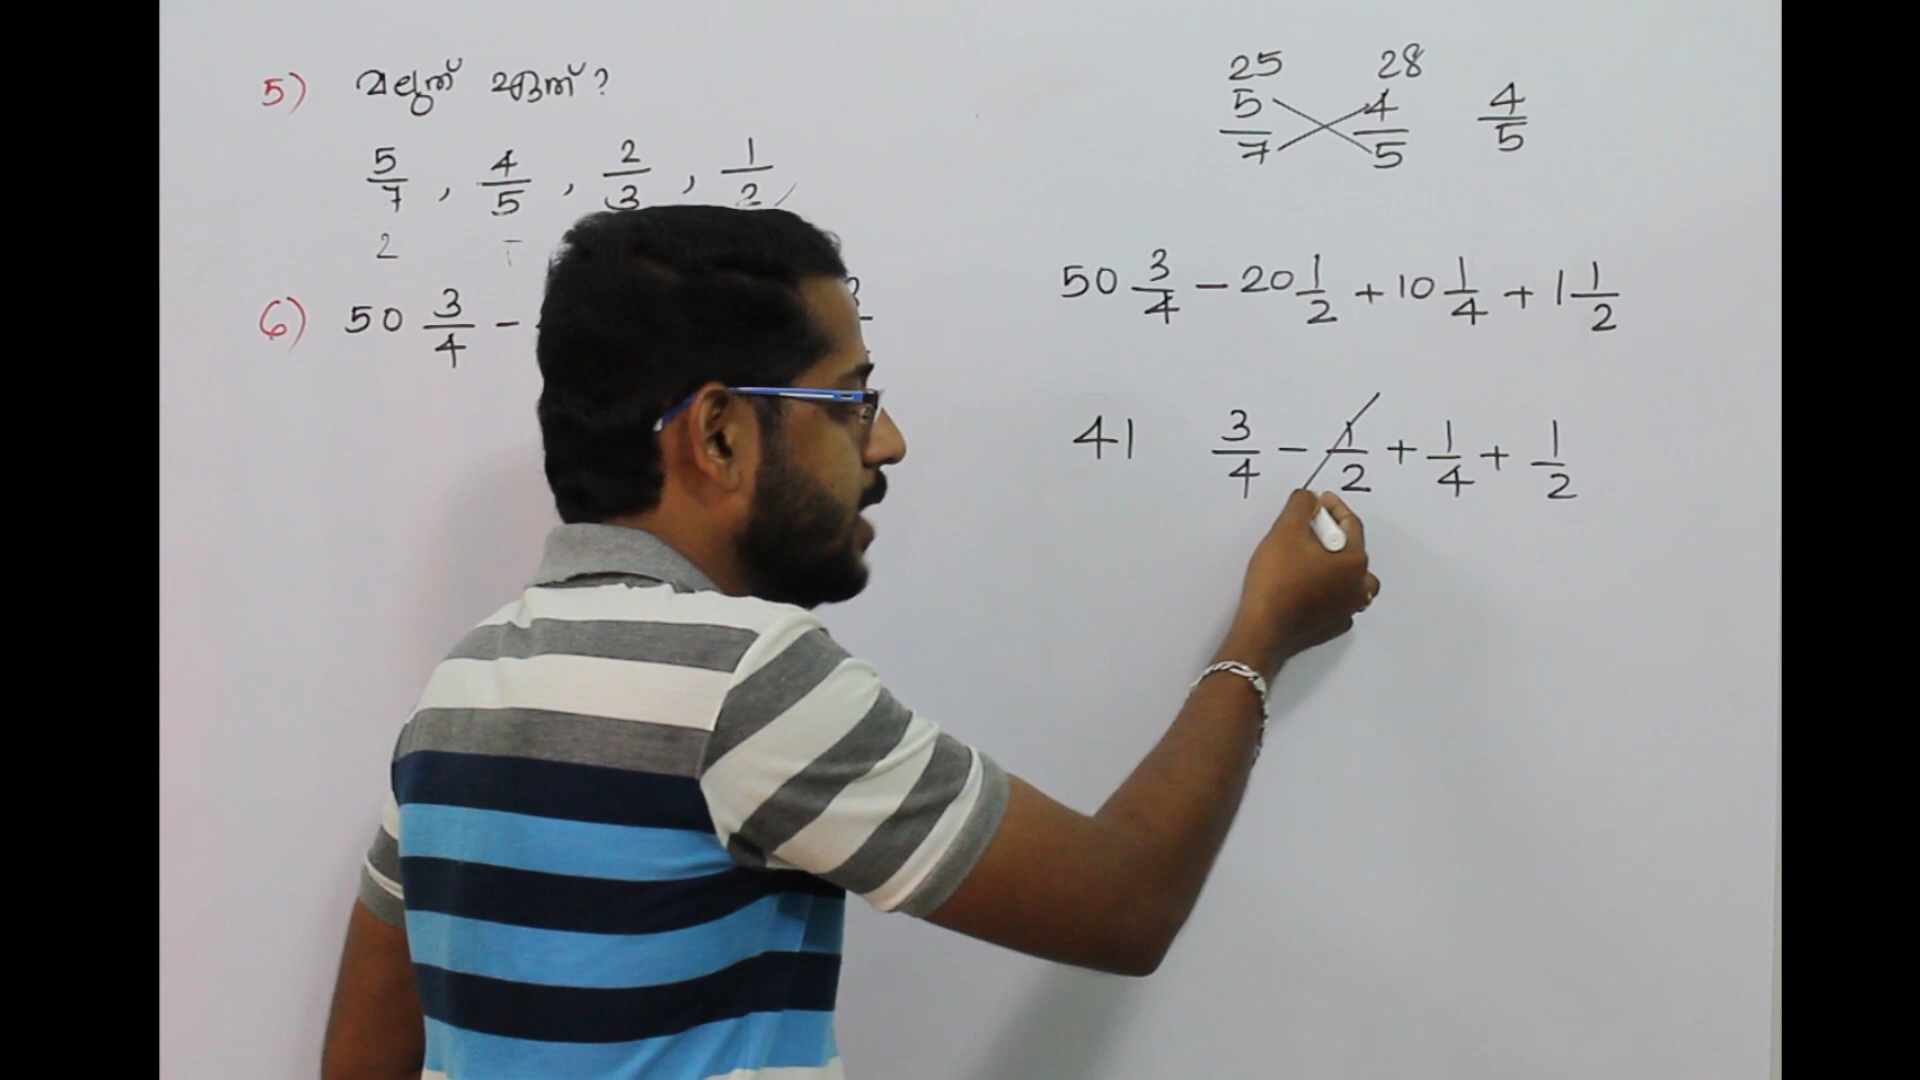 5) വലുത് ഏത്?
5/7, 4/5, 2/3, 1/2
2
6) 50 3/4 -
25 28
5/7 4/5 4/5
50 3/4 - 20 1/2 + 10 1/4 + 1 1/2
41 3/4 - 1/2 + 1/4 + 1/2